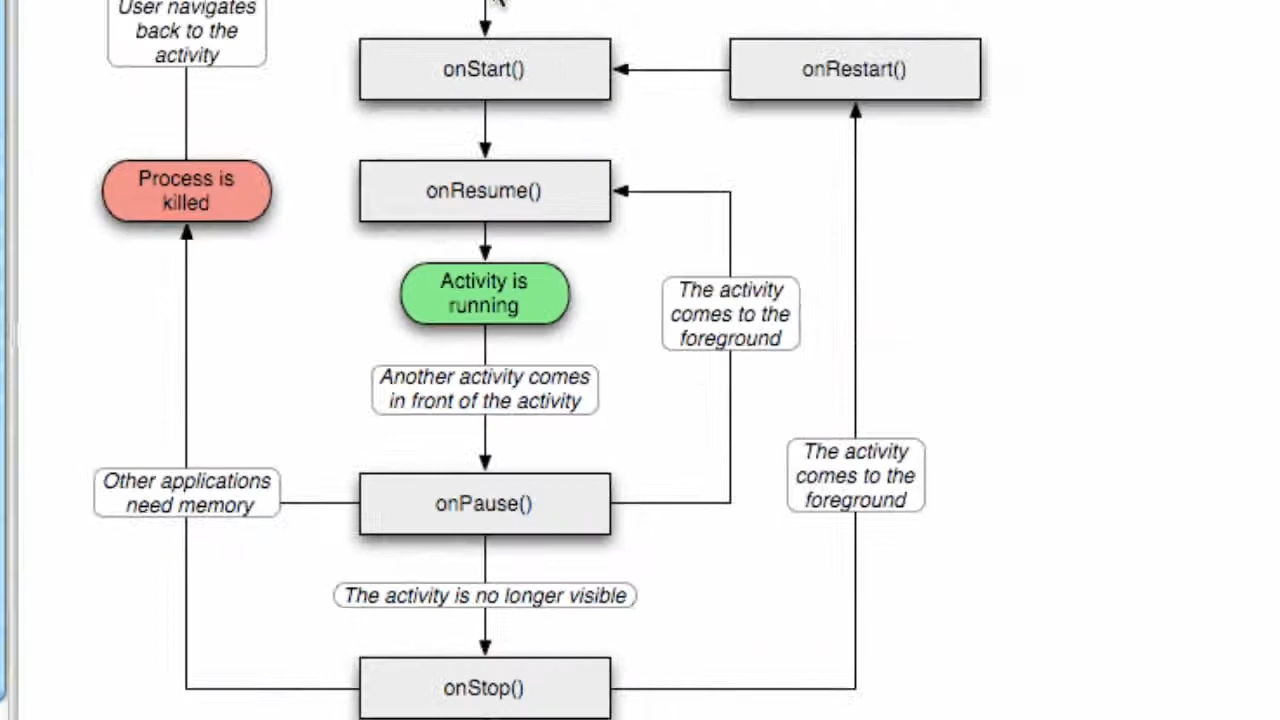 User navigates
back to the
activity
onStart()
onRestart()
Process is
killed
onResume()
Activity is
running
The activity
comes to the
foreground
Another activity comes
in front of the activity
The activity
comes to the
foreground
Other applications
need memory
onPause()
The activity is no longer visible
onStop()